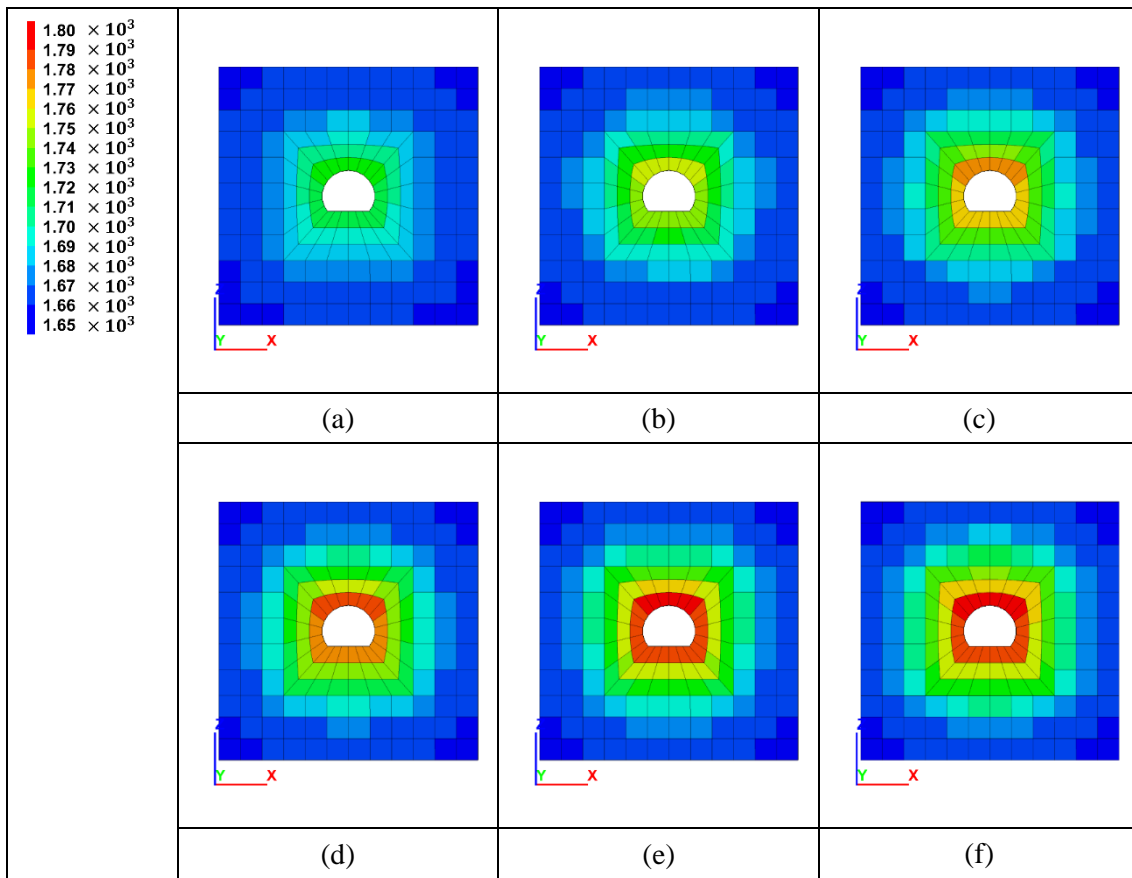 1.80 × 10³
1.79 × 10³
1.78 × 10³
1.77 × 10³
1.76 × 10³
1.75 × 10³
1.74 × 10³
1.73 × 10³
1.72 × 10³
1.71 × 10³
1.70 × 10³
1.69 × 10³
1.68 × 10³
1.67 × 10³
1.66 × 10³
1.65 × 10³
Z
Y X
Z
Y X
Z
Y X
(a) (b) (c)
Z
Y X
Z
Y X
Z
Y X
(d) (e) (f)